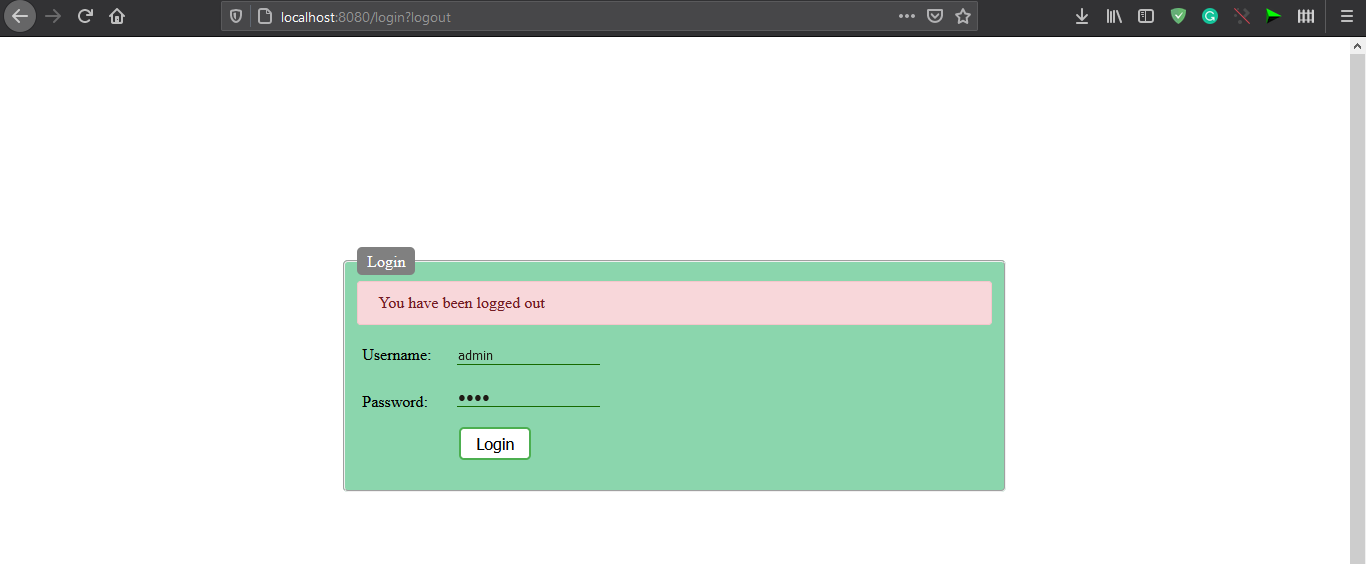 localhost:8080/login?logout
Login
You have been logged out
Username: admin
Password: ••••
Login